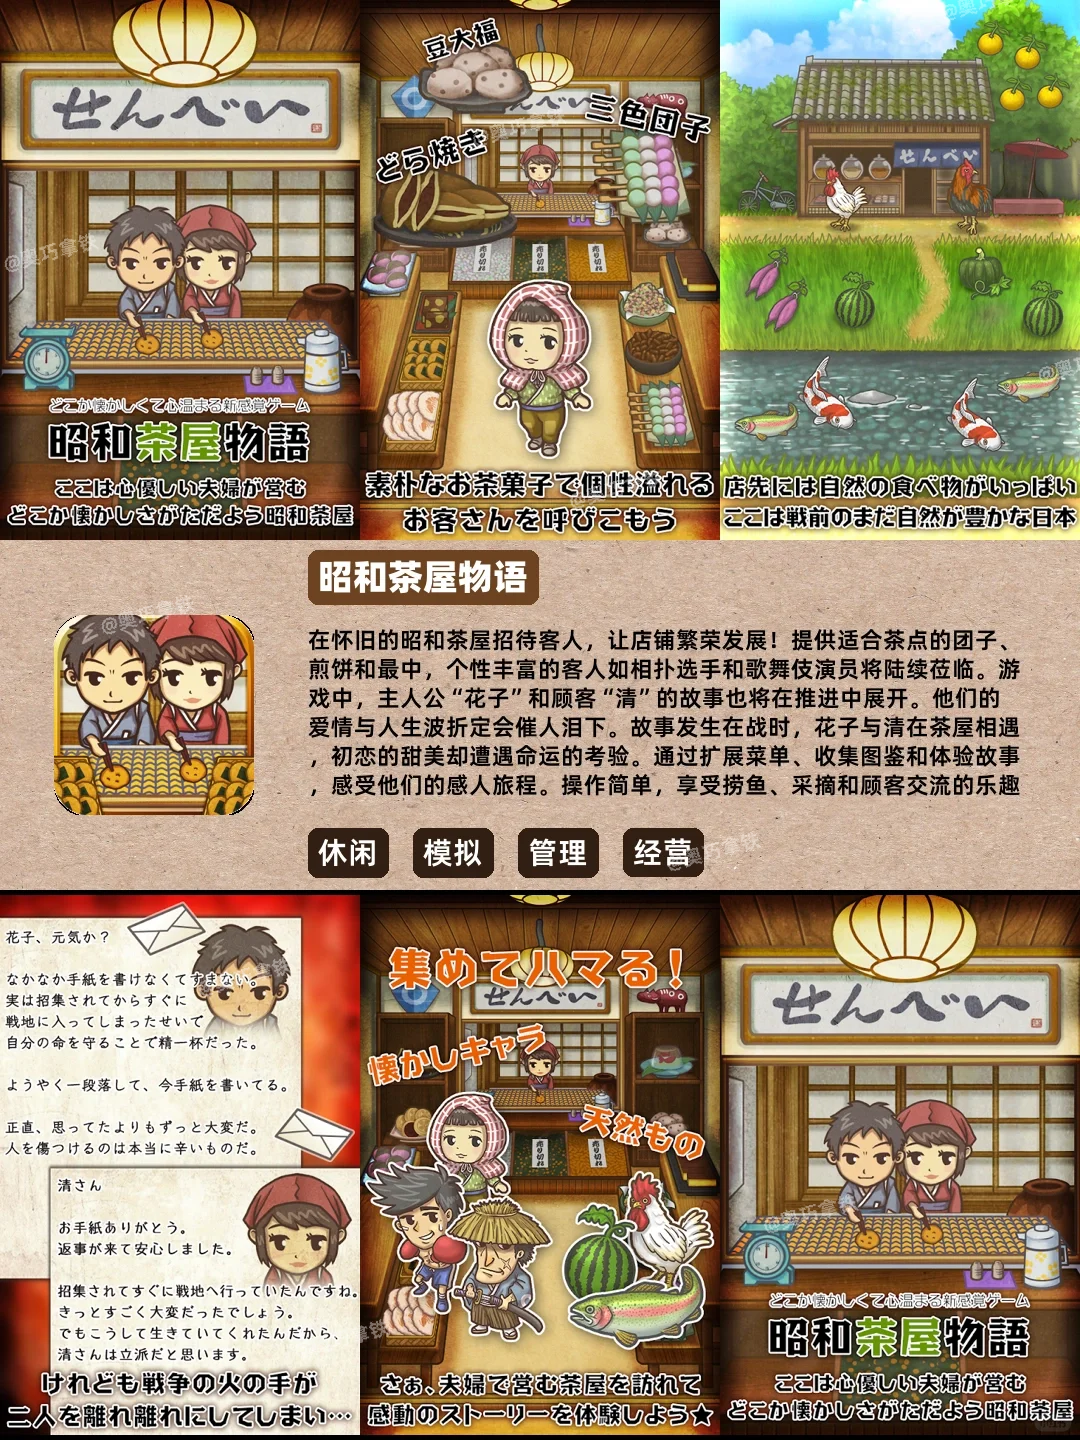 せんべい
どこか懐かしくて心温まる新感覚ゲーム
昭和茶屋物語
ここは心優しい夫婦が営む
どこか懐かしさがただよう昭和茶屋
豆大福
せんべい
三色団子
どら焼き
売り切れ
売り切れ
売り切れ
素朴なお茶菓子で個性溢れる
お客さんを呼びこもう
せんべい
店先には自然の食べ物がいっぱい
ここは戦前のまだ自然が豊かな日本
昭和茶屋物语
在怀旧的昭和茶屋招待客人，让店铺繁荣发展！提供适合茶点的团子、
煎饼和最中，个性丰富的客人如相扑选手和歌舞伎演员将陆续莅临。游
戏中，主人公“花子”和顾客“清”的故事也将在推进中展开。他们的
爱情与人生波折定会催人泪下。故事发生在战时，花子与清在茶屋相遇
，初恋的甜美却遭遇命运的考验。通过扩展菜单、收集图鉴和体验故事
，感受他们的感人旅程。操作简单，享受捞鱼、采摘和顾客交流的乐趣
休闲 模拟 管理 经营
@奥巧拿铁
花子、元気か？
なかなか手紙を書けなくてすまない。
実は招集されてからすぐに
戦地に入ってしまったせいで
自分の命を守ることで精一杯だった。
ようやく一段落して、今手紙を書いてる。
正直、思ってたよりもずっと大変だ。
人を傷つけるのは本当に辛いものだ。
清さん
お手紙ありがとう。
返事が来て安心しました。
招集されてすぐに戦地へ行っていたんですね。
きっとすごく大変だったでしょう。
でもこうして生きていてくれたんだから、
清さんは立派だと思います。
けれども戦争の火の手が
二人を離れ離れにしてしまい…
集めてハマる！
せんべい
懐かしキャラ
天然もの
売り切れ
売り切れ
さぁ、夫婦で営む茶屋を訪れて
感動のストーリーを体験しよう★
せんべい
どこか懐かしくて心温まる新感覚ゲーム
昭和茶屋物語
ここは心優しい夫婦が営む
どこか懐かしさがただよう昭和茶屋